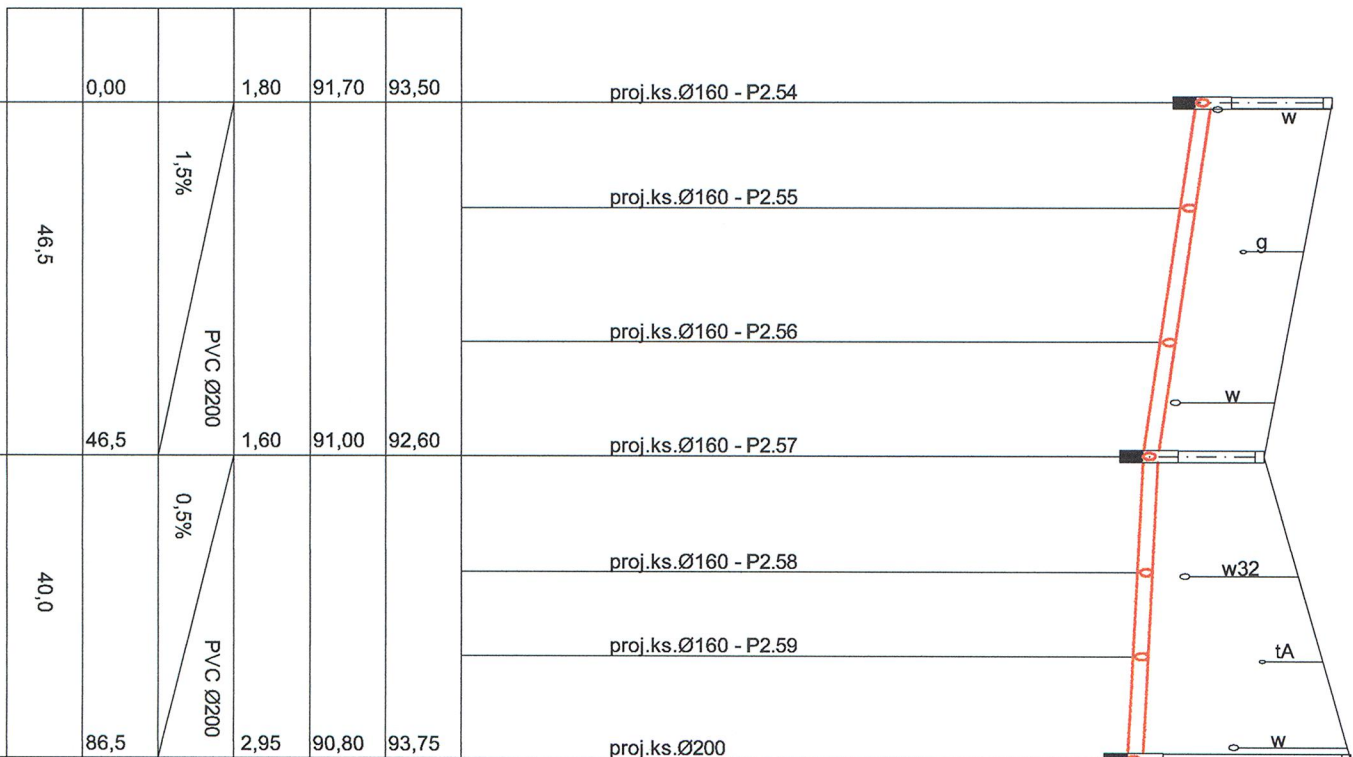 0,00 1,80 91,70 93,50 proj.ks.Ø160 - P2.54
w
1,5%
proj.ks.Ø160 - P2.55
46,5
g
PVC Ø200
proj.ks.Ø160 - P2.56
w
46,5 1,60 91,00 92,60 proj.ks.Ø160 - P2.57
0,5%
proj.ks.Ø160 - P2.58
w32
40,0
PVC Ø200
proj.ks.Ø160 - P2.59
tA
86,5 2,95 90,80 93,75 proj.ks.Ø200
w